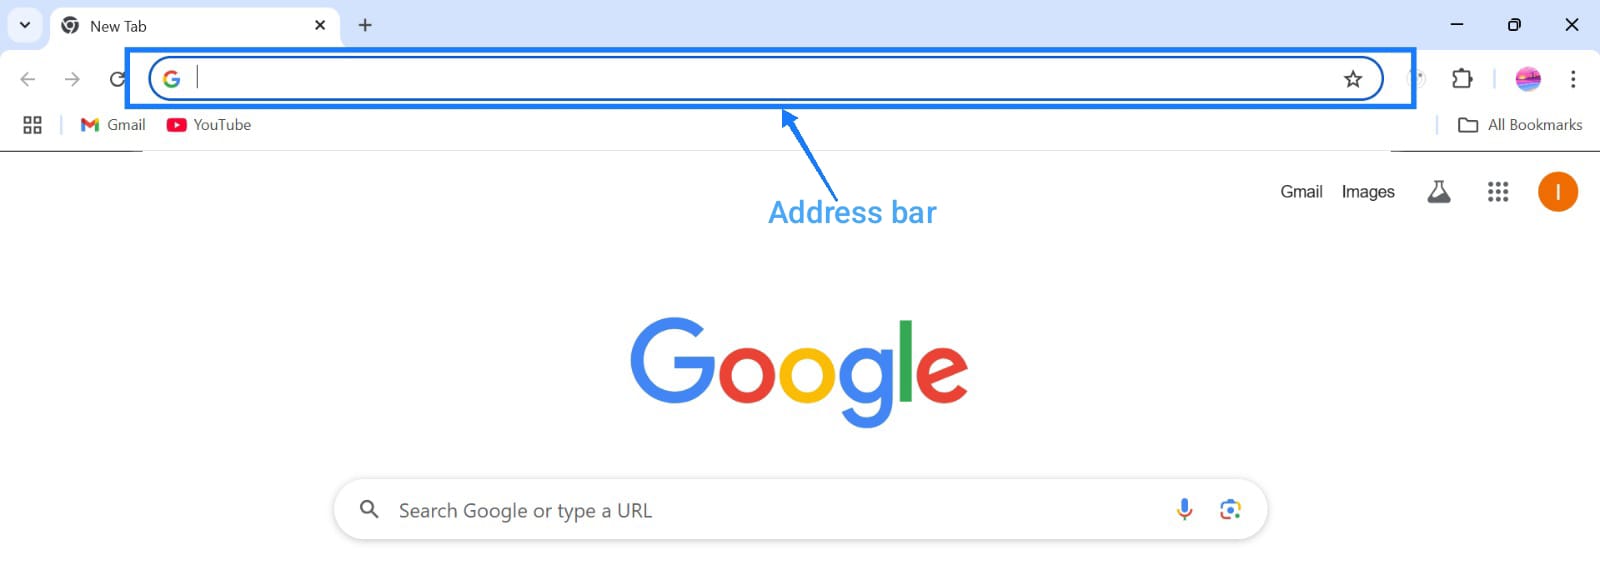 New Tab
Gmail YouTube All Bookmarks
Gmail Images I
Address bar
Google
Search Google or type a URL